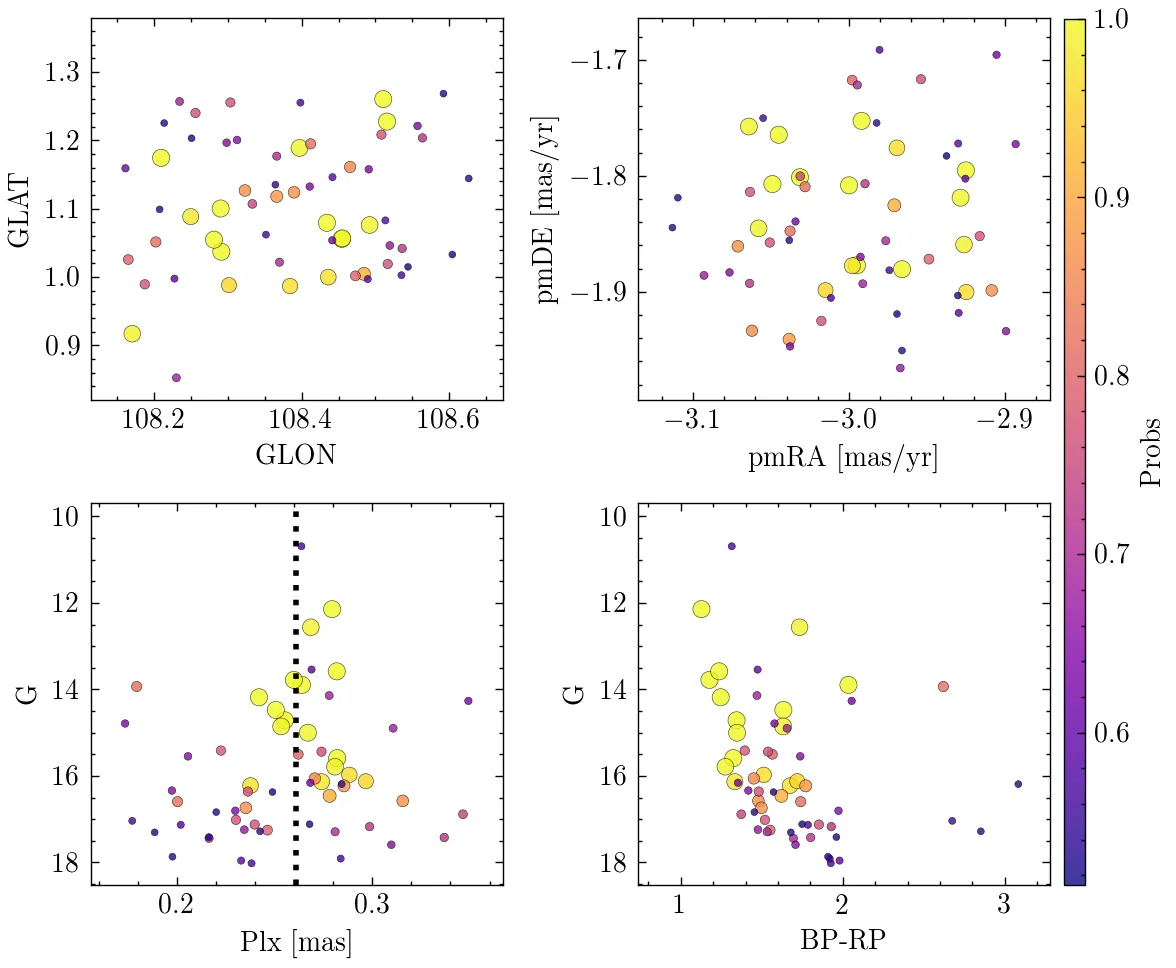 1.3
1.2
1.1
1.0
0.9
GLAT
108.2 108.4 108.6
GLON
−1.7
−1.8
−1.9
pmDE [mas/yr]
−3.1 −3.0 −2.9
pmRA [mas/yr]
10
12
14
16
18
G
0.2 0.3
Plx [mas]
10
12
14
16
18
G
1 2 3
BP-RP
1.0
0.9
0.8
0.7
0.6
Probs